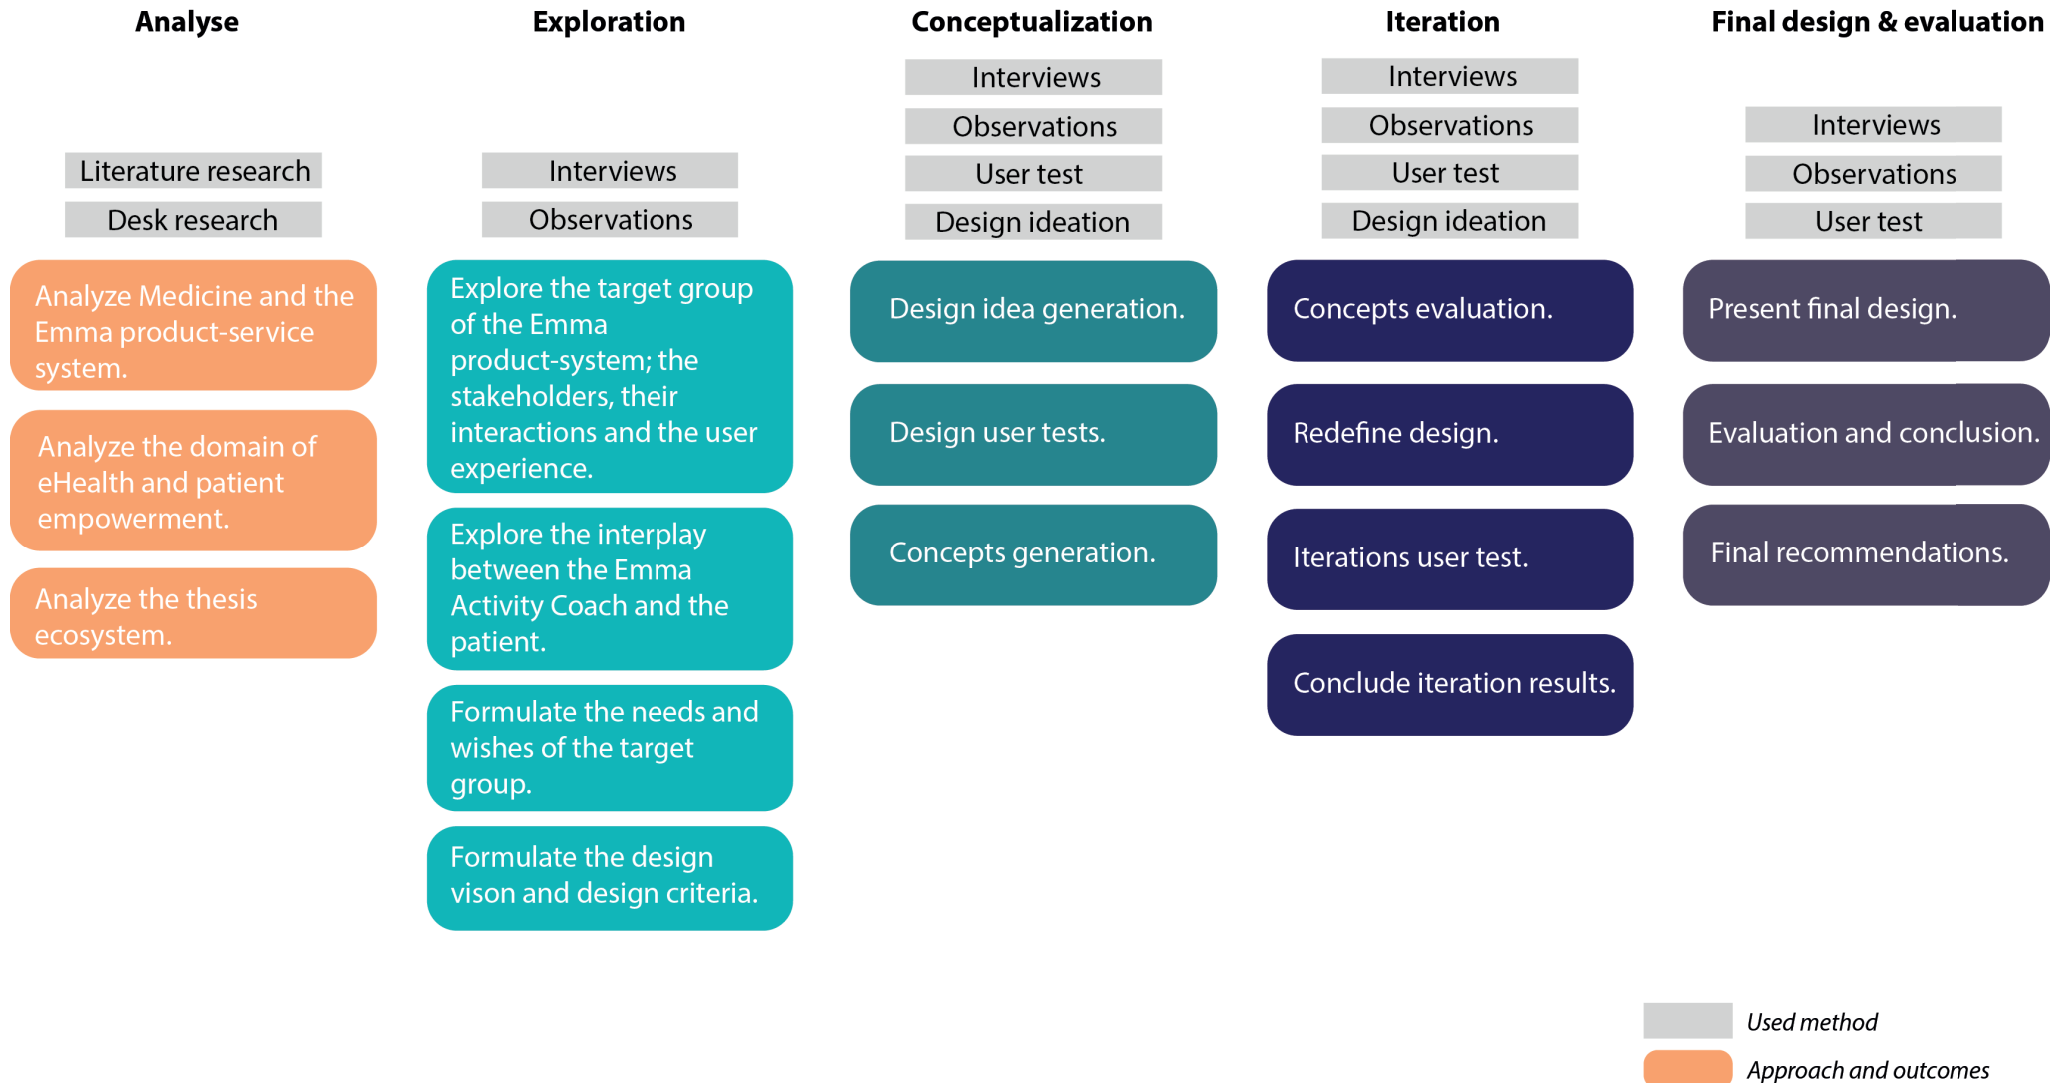 Analyse
Literature research
Desk research
Analyze Medicine and the
Emma product-service
system.
Analyze the domain of
eHealth and patient
empowerment.
Analyze the thesis
ecosystem.
Exploration
Interviews
Observations
Explore the target group
of the Emma
product-system; the
stakeholders, their
interactions and the user
experience.
Explore the interplay
between the Emma
Activity Coach and the
patient.
Formulate the needs and
wishes of the target
group.
Formulate the design
vison and design criteria.
Conceptualization
Interviews
Observations
User test
Design ideation
Design idea generation.
Design user tests.
Concepts generation.
Iteration
Interviews
Observations
User test
Design ideation
Concepts evaluation.
Redefine design.
Iterations user test.
Conclude iteration results.
Final design & evaluation
Interviews
Observations
User test
Present final design.
Evaluation and conclusion.
Final recommendations.
Used method
Approach and outcomes